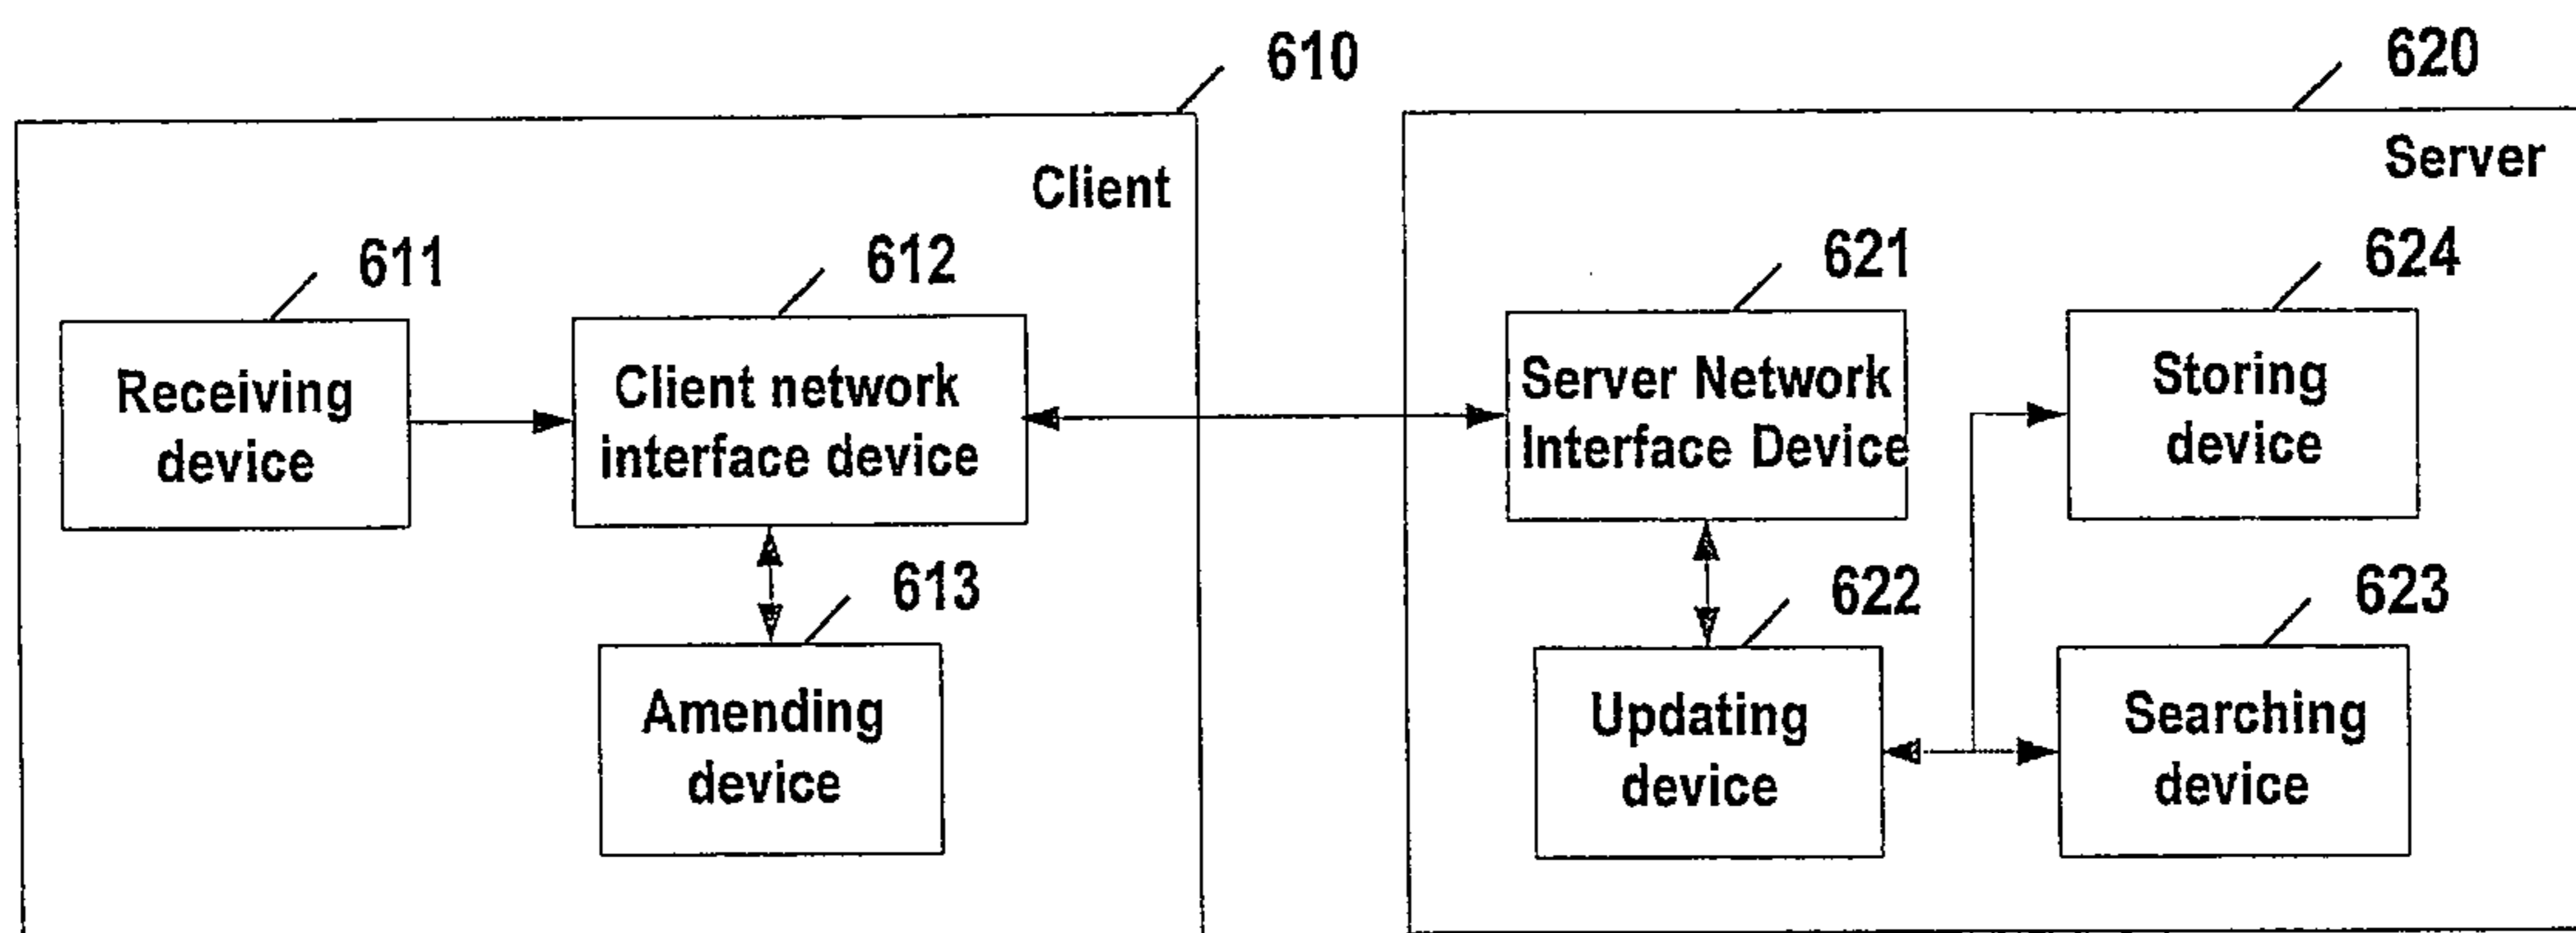 610
620
Client
Server
611
612
621
624
Receiving
device
Client network
interface device
Server Network
Interface Device
Storing
device
613
622
623
Amending
device
Updating
device
Searching
device